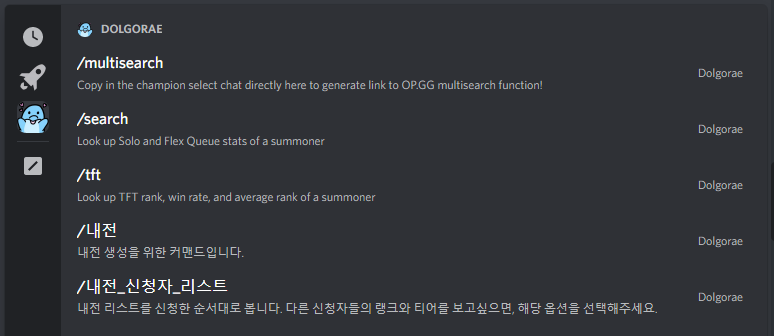 DOLGORAE
/multisearch
Copy in the champion select chat directly here to generate link to OP.GG multisearch function!
Dolgorae
/search
Look up Solo and Flex Queue stats of a summoner
Dolgorae
/tft
Look up TFT rank, win rate, and average rank of a summoner
Dolgorae
/내전
내전 생성을 위한 커맨드입니다.
Dolgorae
/내전_신청자_리스트
내전 리스트를 신청한 순서대로 봅니다. 다른 신청자들의 랭크와 티어를 보고싶으면, 해당 옵션을 선택해주세요.
Dolgorae